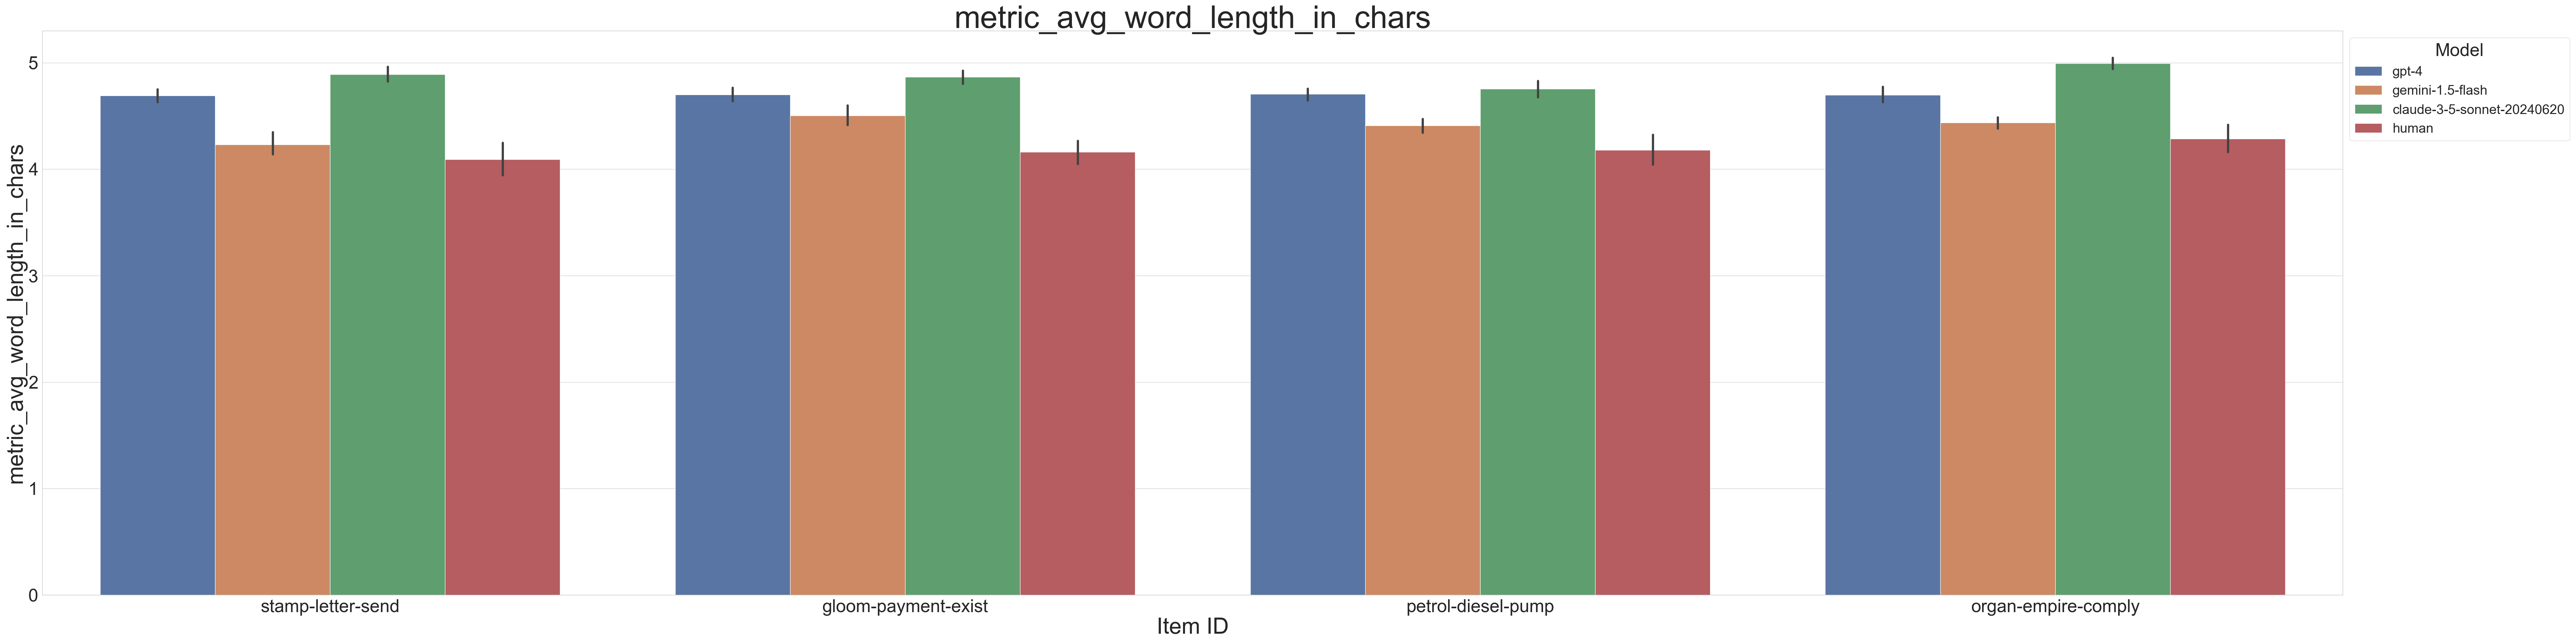 metric_avg_word_length_in_chars
metric_avg_word_length_in_chars
5
4
3
2
1
0
stamp-letter-send
gloom-payment-exist
petrol-diesel-pump
organ-empire-comply
Item ID
Model
gpt-4
gemini-1.5-flash
claude-3-5-sonnet-20240620
human